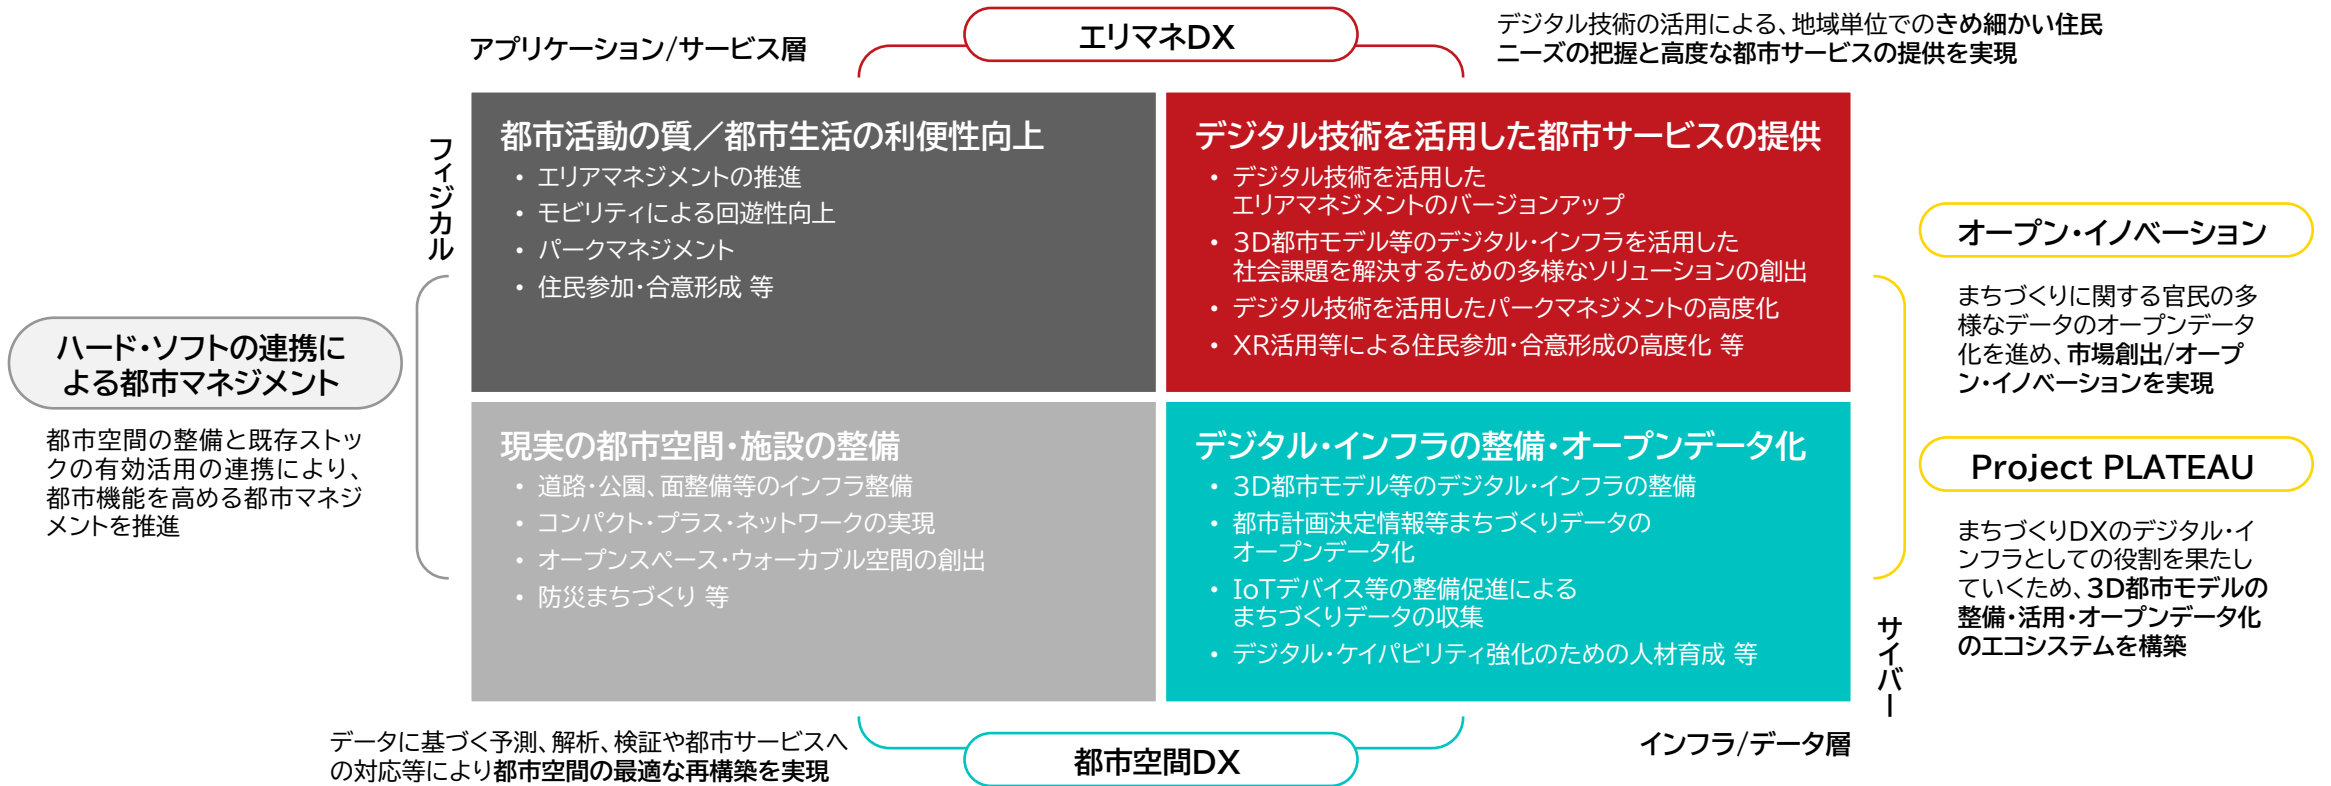 エリマネDX
アプリケーション/サービス層
デジタル技術の活用による、地域単位でのきめ細かい住民
ニーズの把握と高度な都市サービスの提供を実現
フィジカル
都市活動の質／都市生活の利便性向上
• エリアマネジメントの推進
• モビリティによる回遊性向上
• パークマネジメント
• 住民参加・合意形成 等
デジタル技術を活用した都市サービスの提供
• デジタル技術を活用した
エリアマネジメントのバージョンアップ
• 3D都市モデル等のデジタル・インフラを活用した
社会課題を解決するための多様なソリューションの創出
• デジタル技術を活用したパークマネジメントの高度化
• XR活用等による住民参加・合意形成の高度化 等
ハード・ソフトの連携に
よる都市マネジメント
都市空間の整備と既存ストッ
クの有効活用の連携により、
都市機能を高める都市マネジ
メントを推進
現実の都市空間・施設の整備
• 道路・公園、面整備等のインフラ整備
• コンパクト・プラス・ネットワークの実現
• オープンスペース・ウォーカブル空間の創出
• 防災まちづくり 等
デジタル・インフラの整備・オープンデータ化
• 3D都市モデル等のデジタル・インフラの整備
• 都市計画決定情報等まちづくりデータの
オープンデータ化
• IoTデバイス等の整備促進による
まちづくりデータの収集
• デジタル・ケイパビリティ強化のための人材育成 等
オープン・イノベーション
まちづくりに関する官民の多
様なデータのオープンデータ
化を進め、市場創出/オープ
ン・イノベーションを実現
Project PLATEAU
まちづくりDXのデジタル・イ
ンフラとしての役割を果たし
ていくため、3D都市モデルの
整備・活用・オープンデータ化
のエコシステムを構築
サイバー
データに基づく予測、解析、検証や都市サービスへ
の対応等により都市空間の最適な再構築を実現
都市空間DX
インフラ/データ層